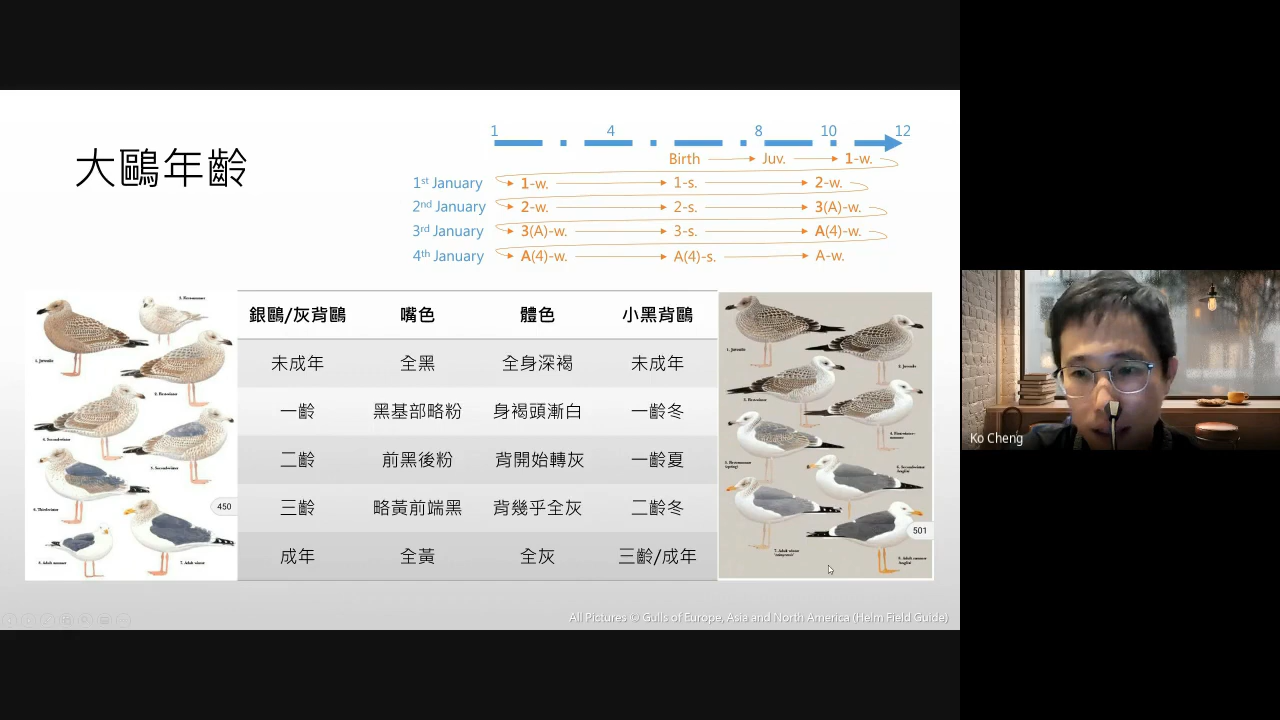 大鷗年齡
1 4 8 10 12
Birth Juv. 1-w.
1st January 1-w. 1-s. 2-w.
2nd January 2-w. 2-s. 3(A)-w.
3rd January 3(A)-w. 3-s. A(4)-w.
4th January A(4)-w. A(4)-s. A-w.
銀鷗/灰背鷗 嘴色 體色 小黑背鷗
未成年 全黑 全身深褐 未成年
一齡 黑基部略粉 身褐頭漸白 一齡冬
二齡 前黑後粉 背開始轉灰 一齡夏
三齡 略黃前端黑 背幾乎全灰 二齡冬
成年 全黃 全灰 三齡/成年
450
501
All Pictures © Gulls of Europe, Asia and North America (Helm Field Guide)
Ko Cheng